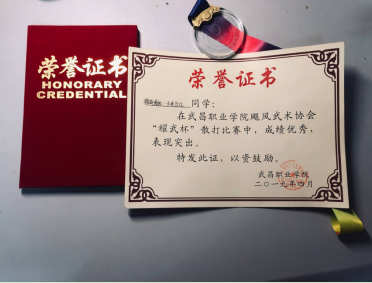 荣誉证书
HONORARY
CREDENTIAL
荣誉证书
同学：
在武昌职业学院飓风武术协会
“耀武杯”散打比赛中，成绩优秀，
表现突出。
特发此证，以资鼓励。
武昌职业学院
二〇一九年四月